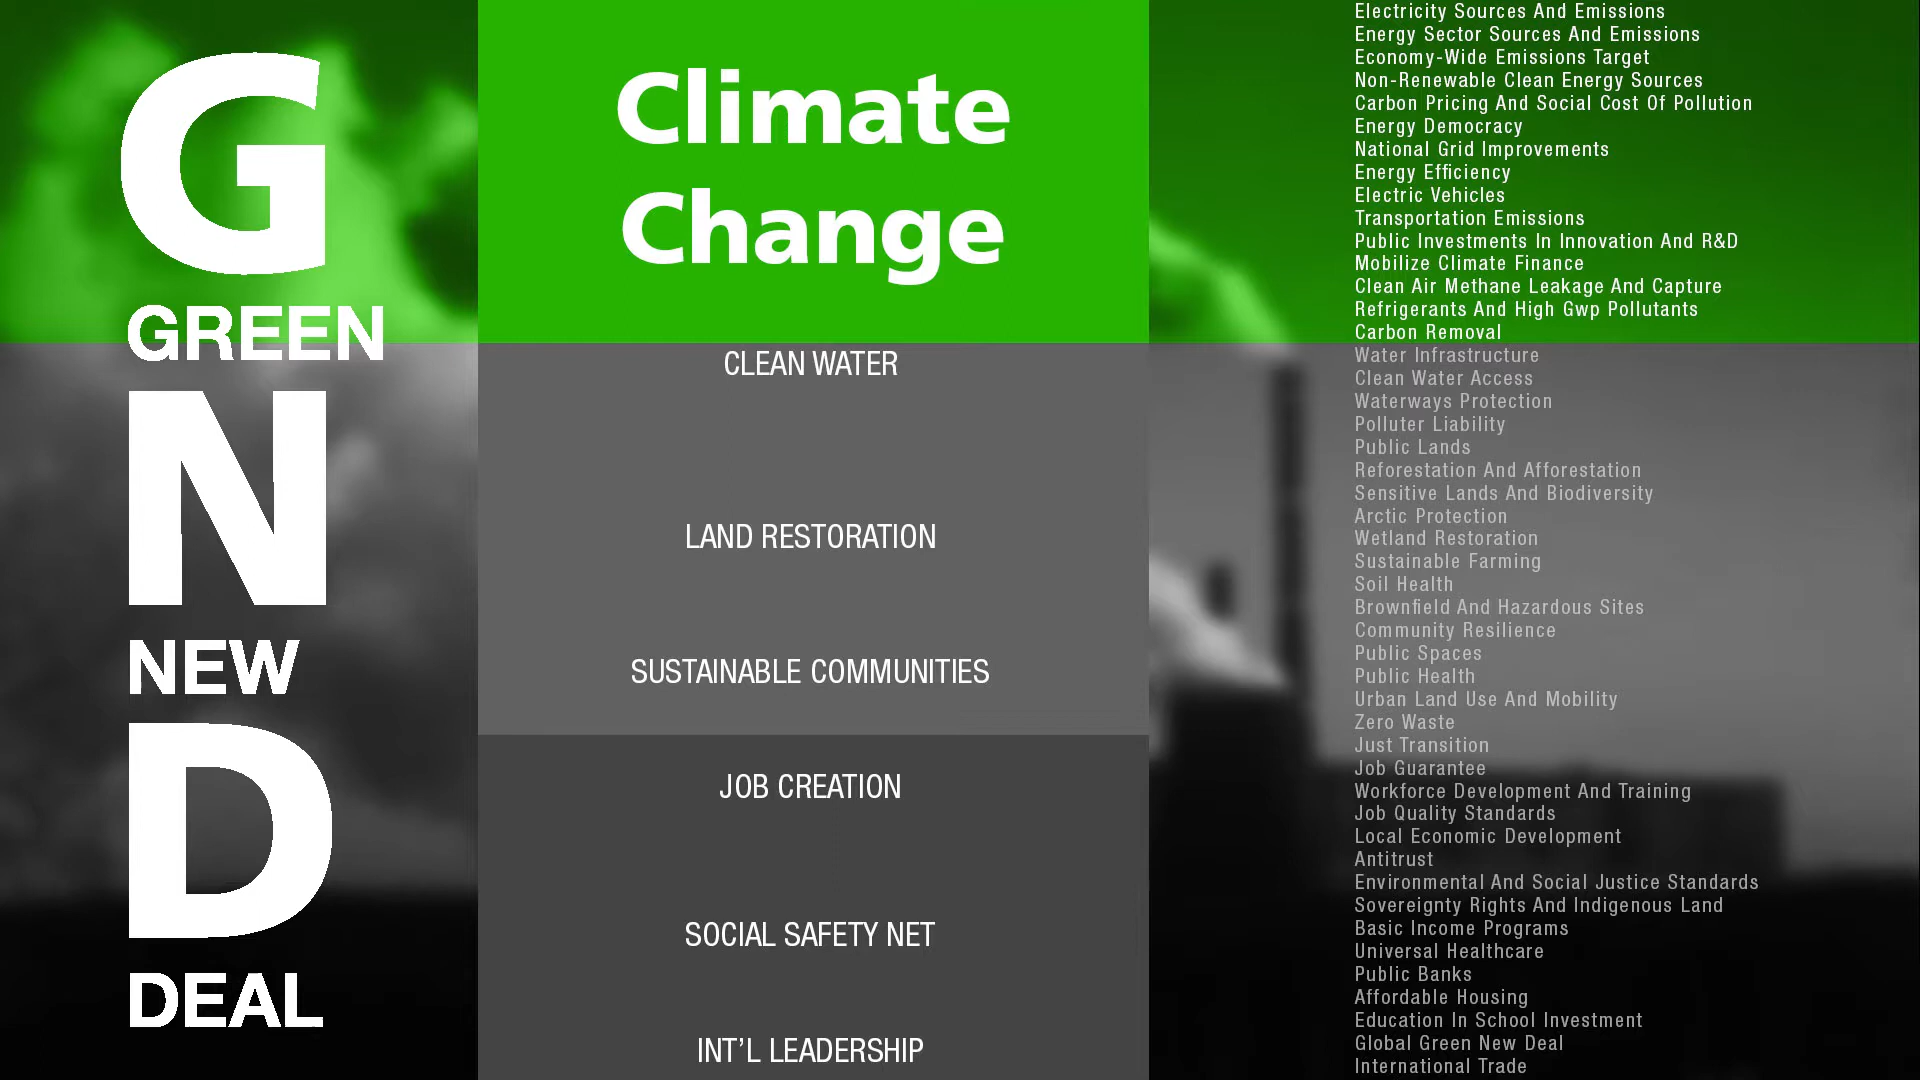 G
GREEN
N
NEW
D
DEAL
Climate
Change
CLEAN WATER
LAND RESTORATION
SUSTAINABLE COMMUNITIES
JOB CREATION
SOCIAL SAFETY NET
INT'L LEADERSHIP
Electricity Sources And Emissions
Energy Sector Sources And Emissions
Economy-Wide Emissions Target
Non-Renewable Clean Energy Sources
Carbon Pricing And Social Cost Of Pollution
Energy Democracy
National Grid Improvements
Energy Efficiency
Electric Vehicles
Transportation Emissions
Public Investments In Innovation And R&D
Mobilize Climate Finance
Clean Air Methane Leakage And Capture
Refrigerants And High Gwp Pollutants
Carbon Removal
Water Infrastructure
Clean Water Access
Waterways Protection
Polluter Liability
Public Lands
Reforestation And Afforestation
Sensitive Lands And Biodiversity
Arctic Protection
Wetland Restoration
Sustainable Farming
Soil Health
Brownfield And Hazardous Sites
Community Resilience
Public Spaces
Public Health
Urban Land Use And Mobility
Zero Waste
Just Transition
Job Guarantee
Workforce Development And Training
Job Quality Standards
Local Economic Development
Antitrust
Environmental And Social Justice Standards
Sovereignty Rights And Indigenous Land
Basic Income Programs
Universal Healthcare
Public Banks
Affordable Housing
Education In School Investment
Global Green New Deal
International Trade